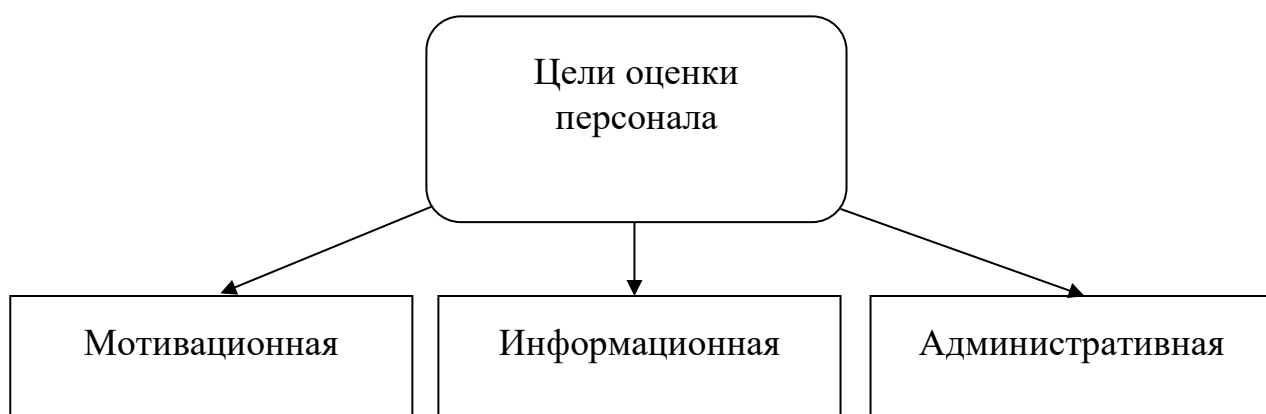 Цели оценки
персонала
Мотивационная
Информационная
Административная